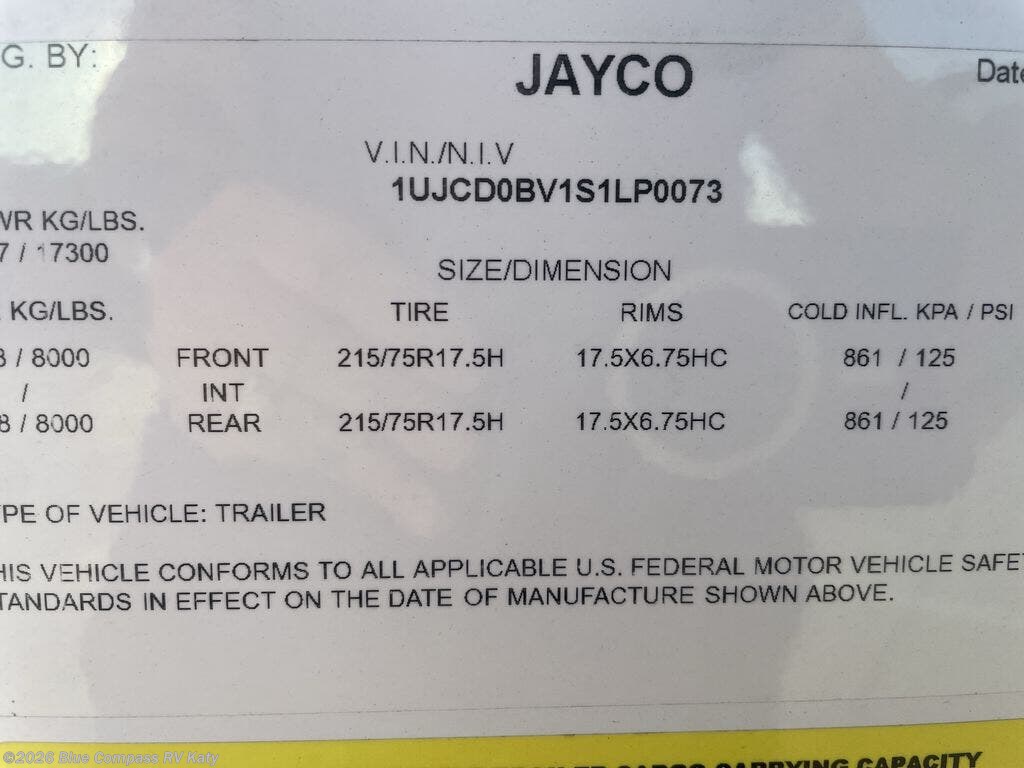 G. BY:
JAYCO
Date
V.I.N./N.I.V
1UJCD0BV1S1LP0073
WR KG/LBS.
7 / 17300
SIZE/DIMENSION
KG/LBS. TIRE RIMS COLD INFL. KPA / PSI
8 / 8000 FRONT 215/75R17.5H 17.5X6.75HC 861 / 125
/ INT /
8 / 8000 REAR 215/75R17.5H 17.5X6.75HC 861 / 125
YPE OF VEHICLE: TRAILER
HIS VEHICLE CONFORMS TO ALL APPLICABLE U.S. FEDERAL MOTOR VEHICLE SAFET
TANDARDS IN EFFECT ON THE DATE OF MANUFACTURE SHOWN ABOVE.
CARGO CARRYING CAPACITY
©2026 Blue Compass RV Katy